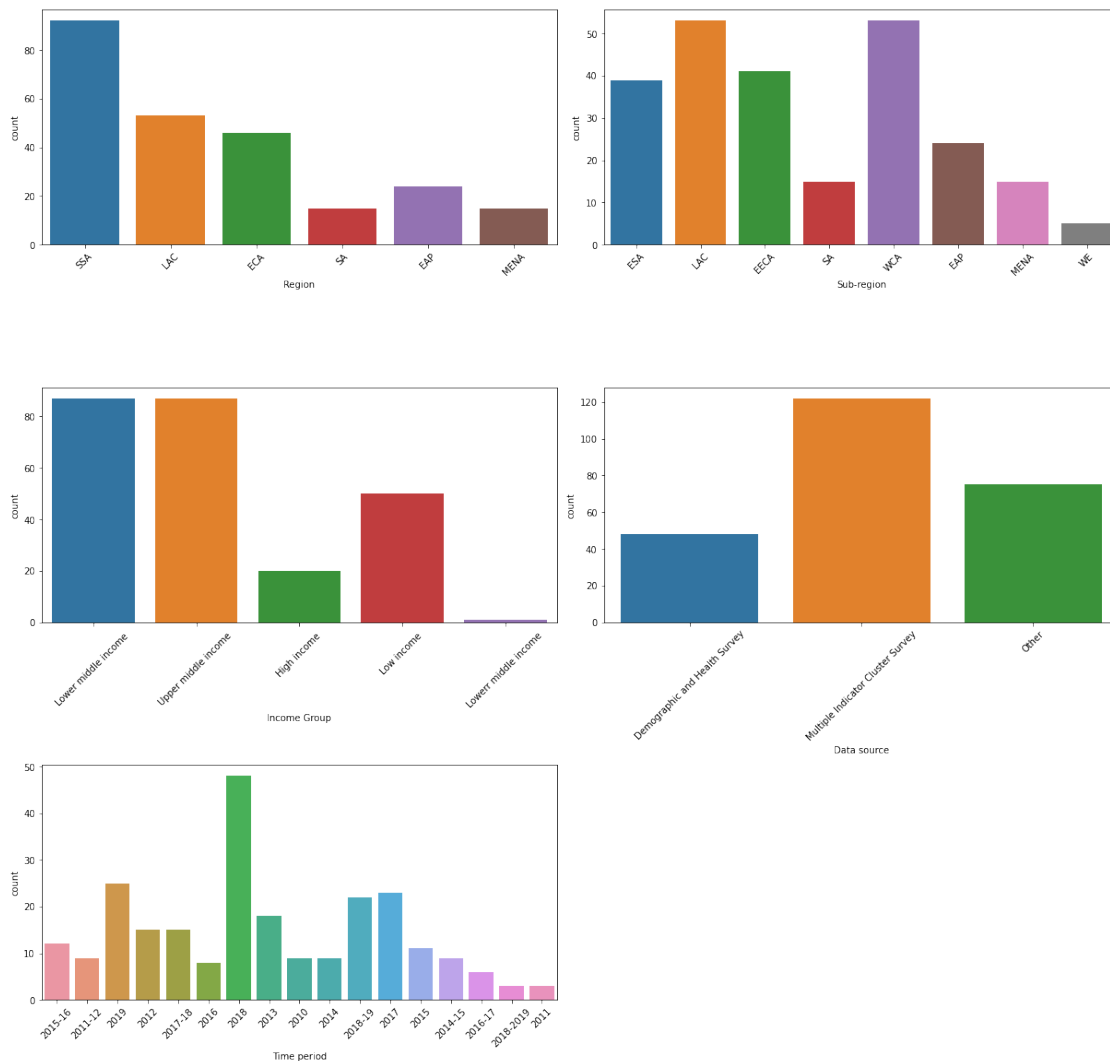 count
80
60
40
20
0
SSA
LAC
ECA
SA
EAP
MENA
Region
count
50
40
30
20
10
0
ESA
LAC
EECA
SA
WCA
EAP
MENA
WE
Sub-region
count
80
60
40
20
0
Lower middle income
Upper middle income
High income
Low income
Lowerr middle income
Income Group
count
120
100
80
60
40
20
0
Demographic and Health Survey
Multiple Indicator Cluster Survey
Other
Data source
count
50
40
30
20
10
0
2015-16
2011-12
2019
2012
2017-18
2016
2018
2013
2010
2014
2018-19
2017
2015
2014-15
2016-17
2018-2019
2011
Time period